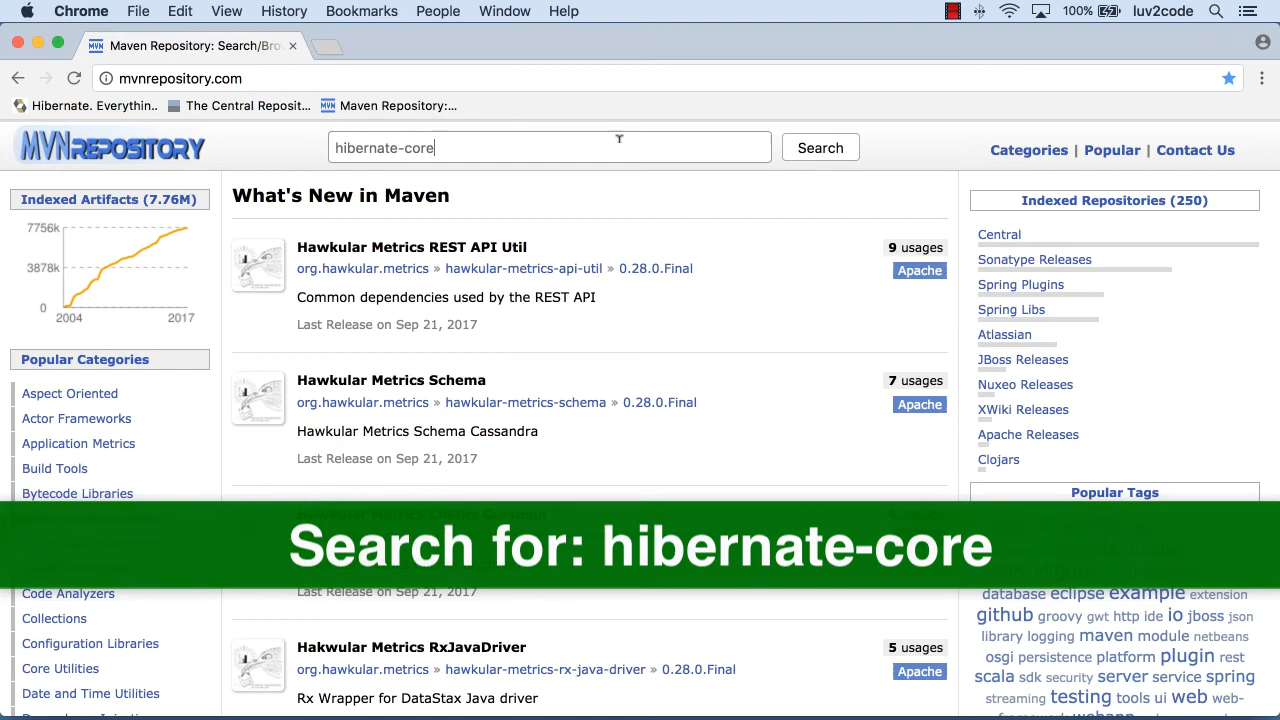 Chrome File Edit View History Bookmarks People Window Help 100% luv2code
Maven Repository: Search/Bro
mvnrepository.com
Hibernate. Everythin.. The Central Reposit... Maven Repository:...
MVNREPOSITORY
hibernate-core
Search
Categories | Popular | Contact Us
Indexed Artifacts (7.76M)
7756k
3878k
0
2004 2017
Popular Categories
Aspect Oriented
Actor Frameworks
Application Metrics
Build Tools
Bytecode Libraries
Code Analyzers
Collections
Configuration Libraries
Core Utilities
Date and Time Utilities
What's New in Maven
Hawkular Metrics REST API Util
9 usages
org.hawkular.metrics » hawkular-metrics-api-util » 0.28.0.Final
Apache
Common dependencies used by the REST API
Last Release on Sep 21, 2017
Hawkular Metrics Schema
7 usages
org.hawkular.metrics » hawkular-metrics-schema » 0.28.0.Final
Apache
Hawkular Metrics Schema Cassandra
Last Release on Sep 21, 2017
Search for: hibernate-core
Last Release on Sep 21, 2017
Hakwular Metrics RxJavaDriver
5 usages
org.hawkular.metrics » hawkular-metrics-rx-java-driver » 0.28.0.Final
Apache
Rx Wrapper for DataStax Java driver
Indexed Repositories (250)
Central
Sonatype Releases
Spring Plugins
Spring Libs
Atlassian
JBoss Releases
Nuxeo Releases
XWiki Releases
Apache Releases
Clojars
Popular Tags
database eclipse example extension
github groovy gwt http ide io jboss json
library logging maven module netbeans
osgi persistence platform plugin rest
scala sdk security server service spring
streaming testing tools ui web web-